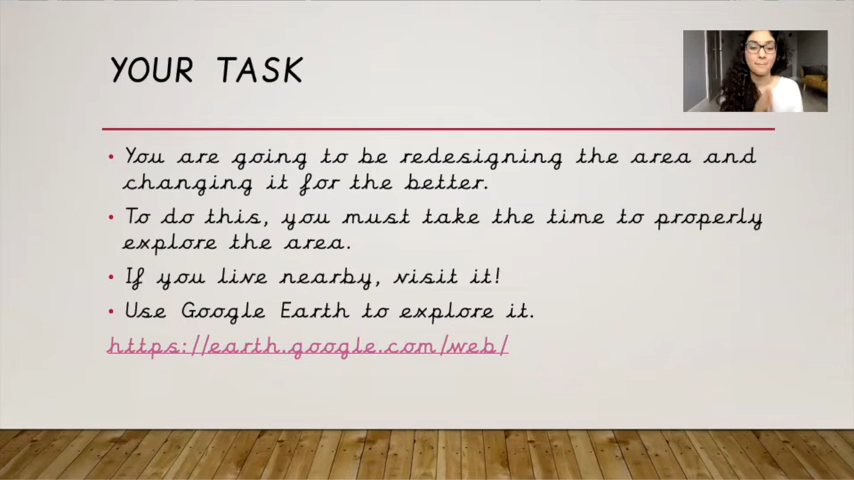 YOUR TASK
• You are going to be redesigning the area and
changing it for the better.
• To do this, you must take the time to properly
explore the area.
• If you live nearby, visit it!
• Use Google Earth to explore it.
https://earth.google.com/web/